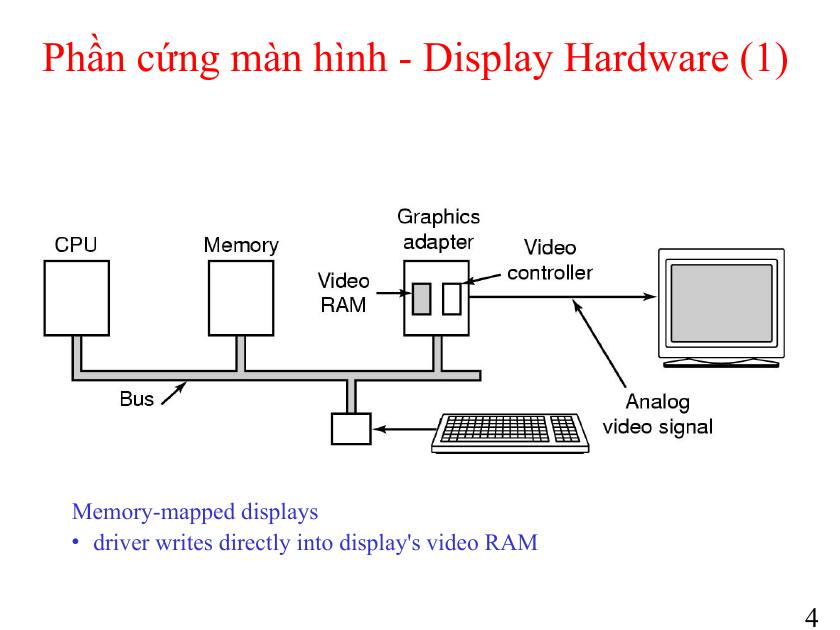 Phần cứng màn hình - Display Hardware (1)
Graphics
adapter
CPU
Memory
Video
controller
Video
RAM
Bus
Analog
video signal
Memory-mapped displays
• driver writes directly into display's video RAM
4